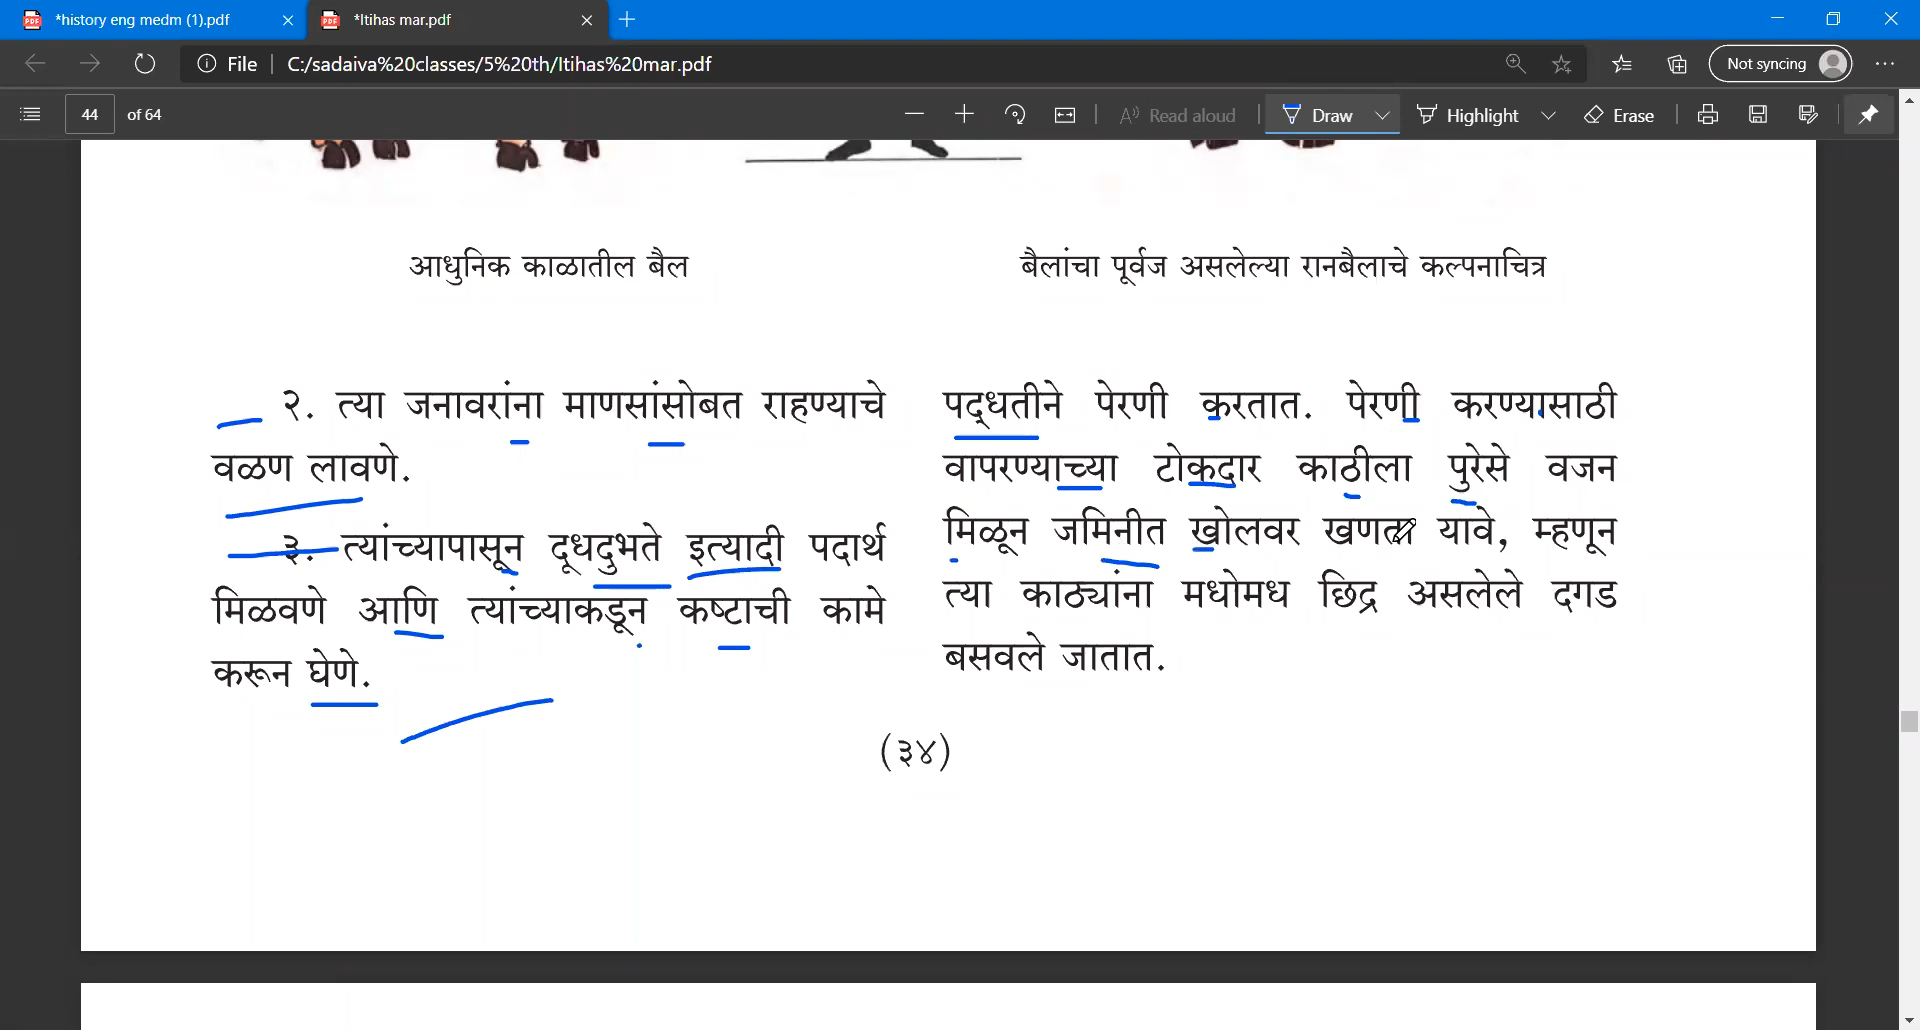 *history eng medm (1).pdf
*Itihas mar.pdf
File
C:/sadaiva%20classes/5%20th/Itihas%20mar.pdf
Not syncing
44
of 64
Read aloud
Draw
Highlight
Erase
आधुनिक काळातील बैल
बैलांचा पूर्वज असलेल्या रानबैलाचे कल्पनाचित्र
२. त्या जनावरांना माणसांसोबत राहण्याचे
वळण लावणे.
३. त्यांच्यापासून दूधदुभते इत्यादी पदार्थ
मिळवणे आणि त्यांच्याकडून कष्टाची कामे
करून घेणे.
पद्धतीने पेरणी करतात. पेरणी करण्यासाठी
वापरण्याच्या टोकदार काठीला पुरेसे वजन
मिळून जमिनीत खोलवर खणता यावे, म्हणून
त्या काठ्यांना मधोमध छिद्र असलेले दगड
बसवले जातात.
(३४)